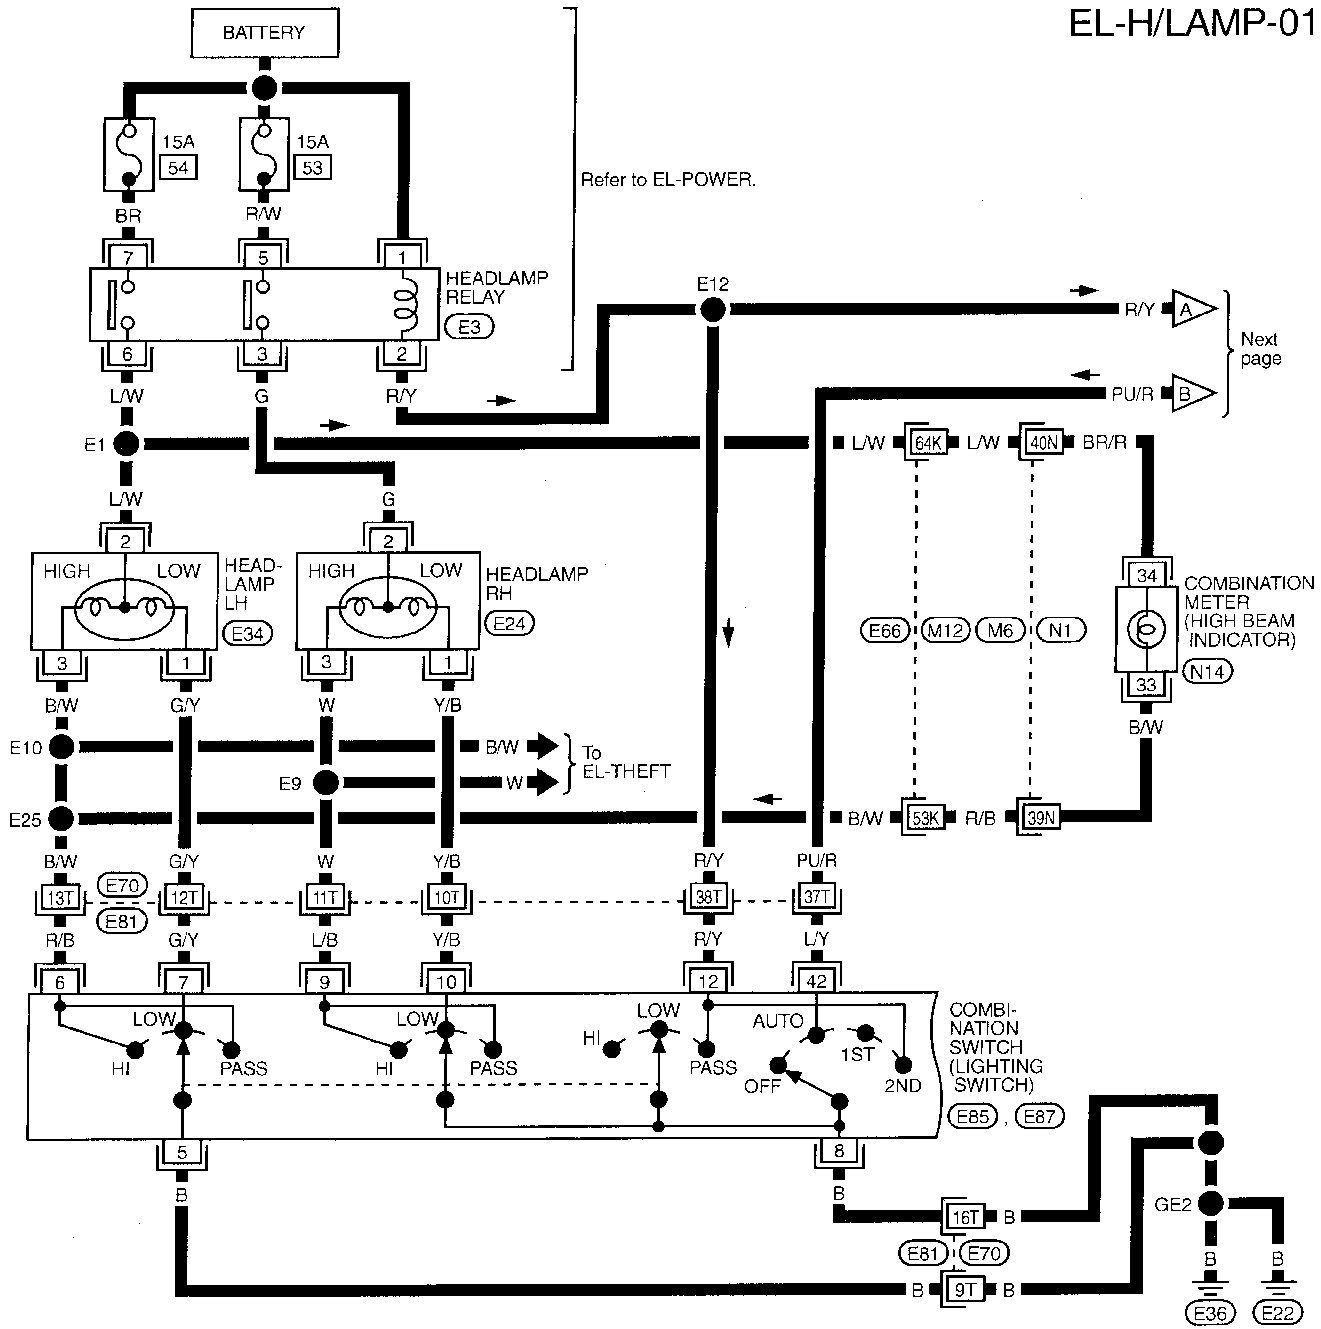 EL-H/LAMP-01
BATTERY
15A
54
15A
53
Refer to EL-POWER.
BR
R/W
7
5
1
HEADLAMP
RELAY
E3
6
3
2
L/W
G
R/Y
E12
R/Y
A
PU/R
B
Next
page
E1
L/W
64K
L/W
40N
BR/R
L/W
G
2
2
HIGH
LOW
HEAD-
LAMP
LH
E34
HIGH
LOW
HEADLAMP
RH
E24
34
COMBINATION
METER
(HIGH BEAM
INDICATOR)
N14
E66
M12
M6
N1
33
B/W
3
1
3
1
B/W
G/Y
W
Y/B
E10
B/W
E9
W
To
EL-THEFT
E25
B/W
53K
R/B
39N
B/W
G/Y
W
Y/B
R/Y
PU/R
13T
E70
E81
12T
11T
10T
38T
37T
R/B
G/Y
L/B
Y/B
R/Y
L/Y
6
7
9
10
12
42
LOW
HI
PASS
LOW
HI
PASS
HI
LOW
PASS
AUTO
OFF
1ST
2ND
COMBI-
NATION
SWITCH
(LIGHTING
SWITCH)
E85 , E87
5
8
B
B
16T
B
GE2
E81
E70
B
9T
B
B
B
E36
E22